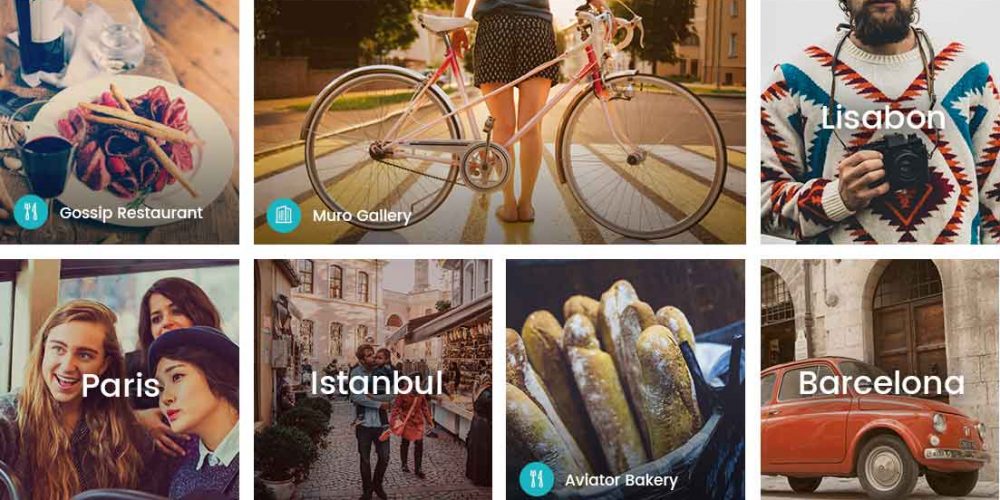 Gossip Restaurant
Muro Gallery
Lisabon
Paris
Istanbul
Aviator Bakery
Barcelona